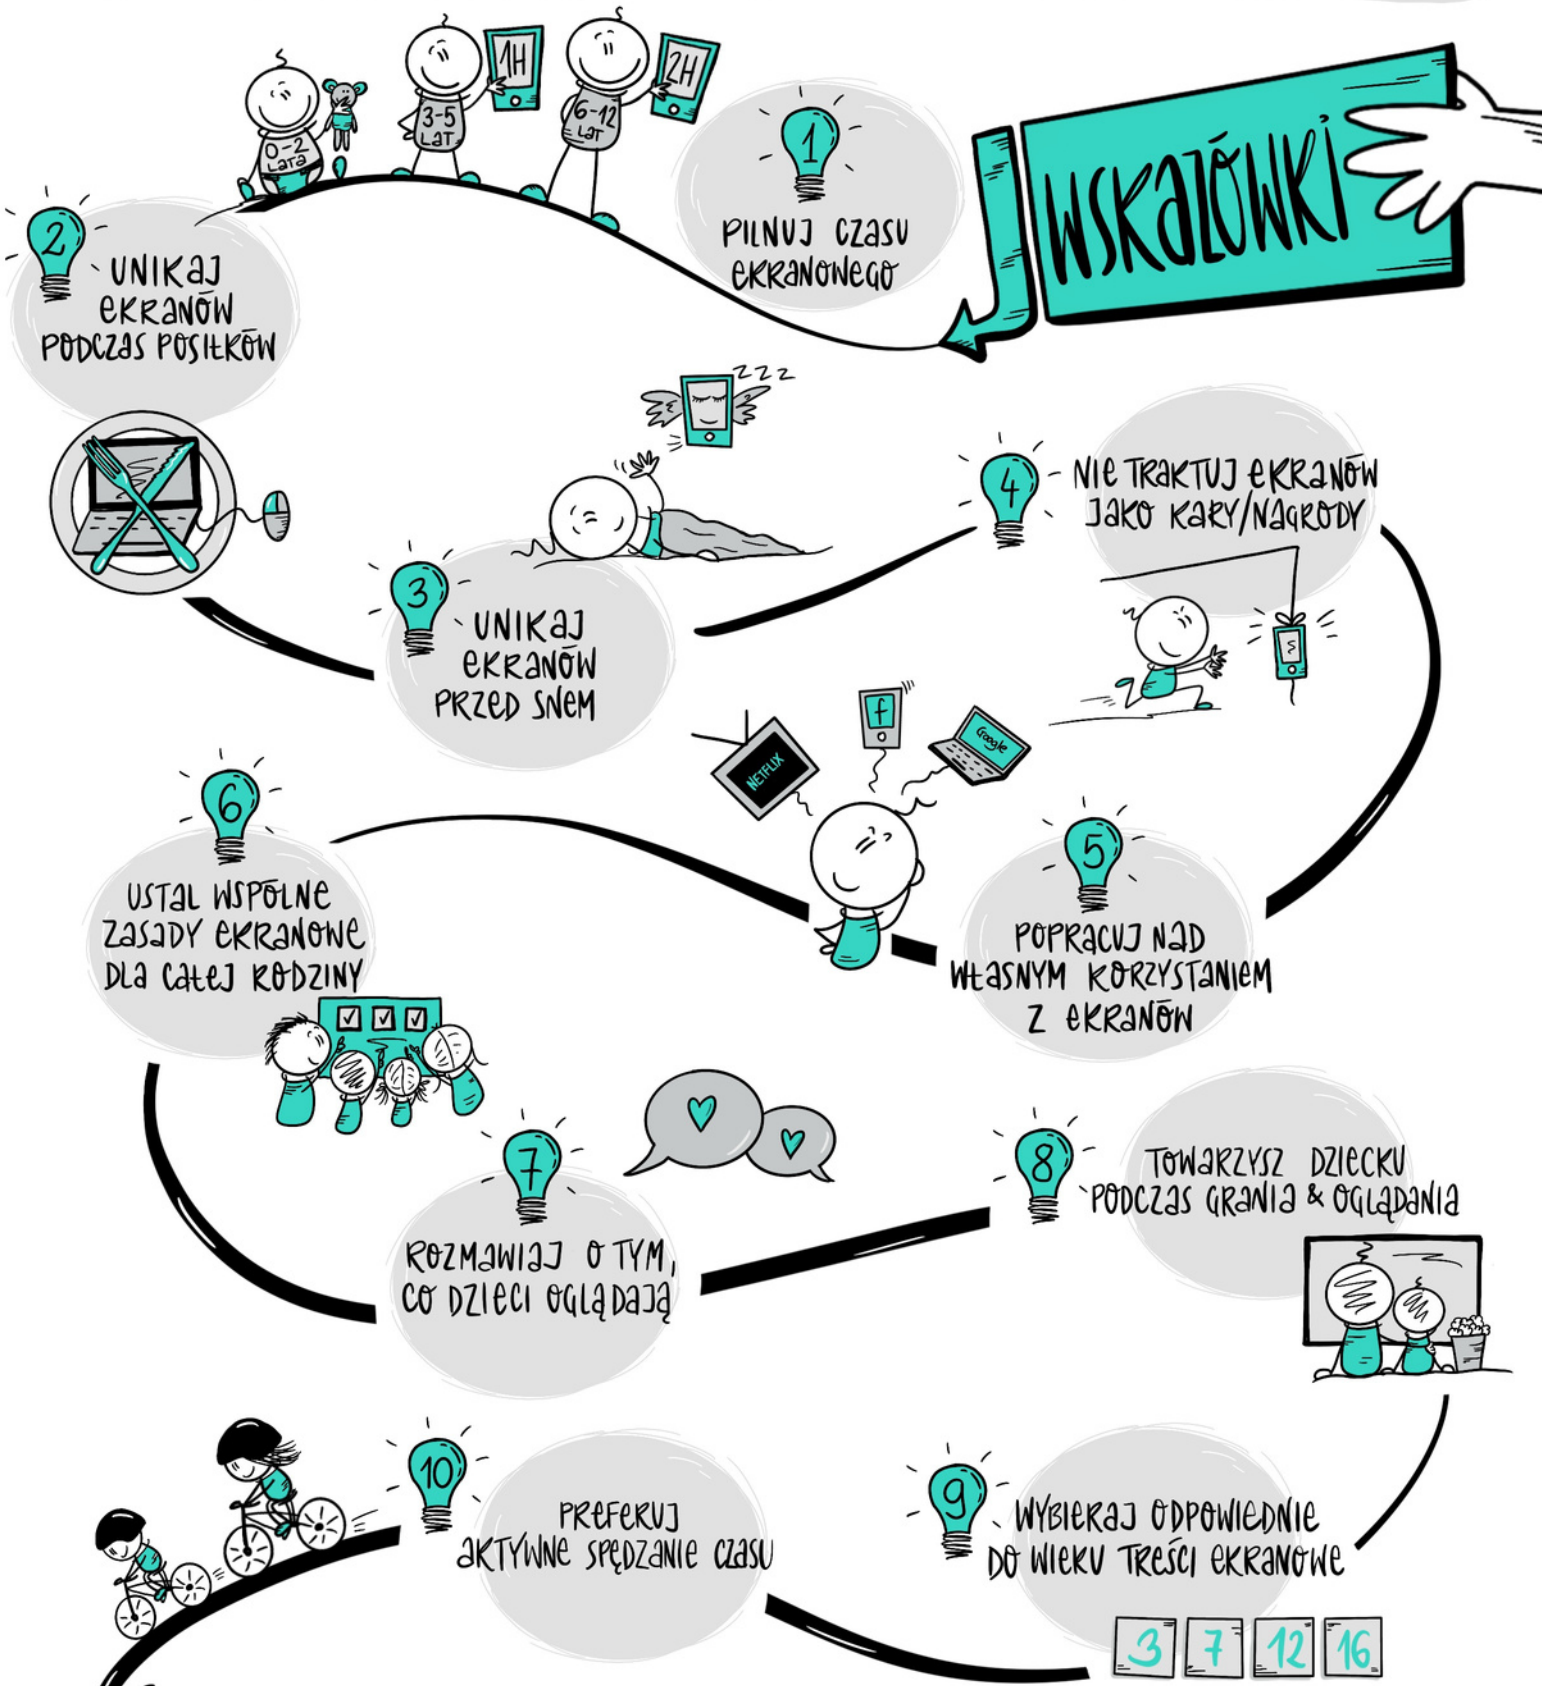 WSKAZÓWKI
1
PILNUJ CZASU
EKRANOWEGO
0-2
LATA
3-5
LAT
1H
6-12
LAT
2H
2
UNIKAJ
EKRANÓW
PODCZAS POSIŁKÓW
3
UNIKAJ
EKRANÓW
PRZED SNEM
zzz
4
NIE TRAKTUJ EKRANÓW
JAKO KARY/NAGRODY
5
POPRACUJ NAD
WŁASNYM KORZYSTANIEM
Z EKRANÓW
NETFLIX
f
Google
6
USTAL WSPÓLNE
ZASADY EKRANOWE
DLA CAŁEJ RODZINY
7
ROZMAWIAJ O TYM,
CO DZIECI OGLĄDAJĄ
8
TOWARZYSZ DZIECKU
PODCZAS GRANIA & OGLĄDANIA
9
WYBIERAJ ODPOWIEDNIE
DO WIEKU TREŚCI EKRANOWE
3 7 12 16
10
PREFERUJ
AKTYWNE SPĘDZANIE CZASU